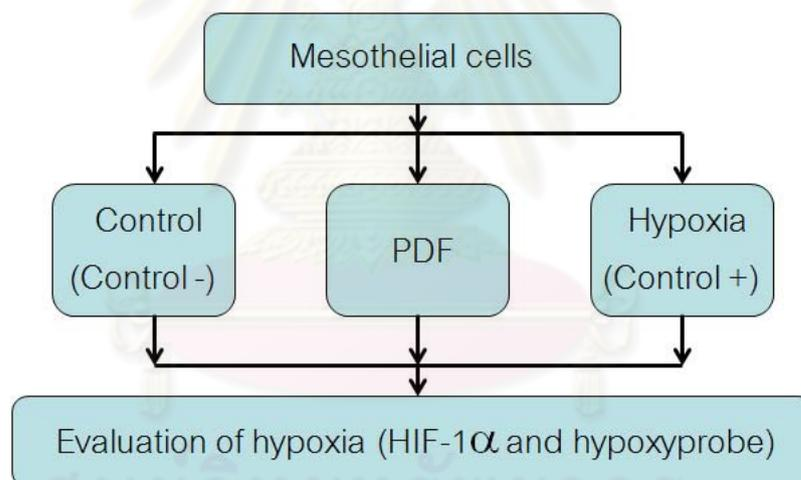 Mesothelial cells
Control
(Control -)
PDF
Hypoxia
(Control +)
Evaluation of hypoxia (HIF-1α and hypoxyprobe)